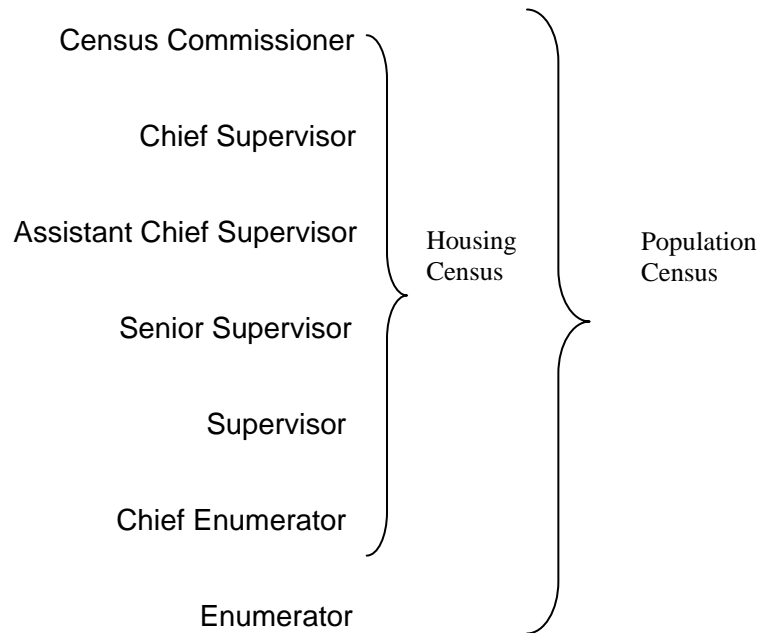 Census Commissioner
Chief Supervisor
Assistant Chief Supervisor
Housing
Census
Population
Census
Senior Supervisor
Supervisor
Chief Enumerator
Enumerator